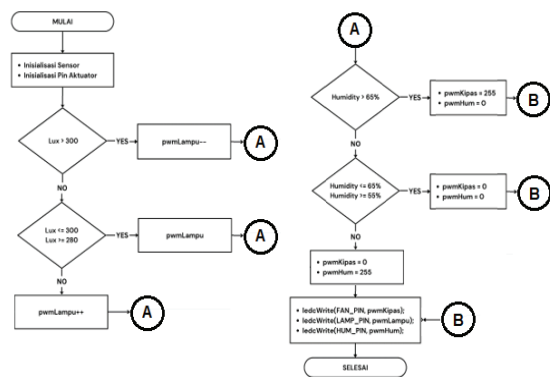 MULAI
• Inisialisasi Sensor
• Inisialisasi Pin Aktuator
Lux > 300
YES
pwmLampu--
A
NO
Lux <= 300
Lux >= 280
YES
pwmLampu
A
NO
pwmLampu++
A
A
Humidity > 65%
YES
• pwmKipas = 255
• pwmHum = 0
B
NO
Humidity <= 65%
Humidity >= 55%
YES
• pwmKipas = 0
• pwmHum = 0
B
NO
• pwmKipas = 0
• pwmHum = 255
• ledcWrite(FAN_PIN, pwmKipas);
• ledcWrite(LAMP_PIN, pwmLampu);
• ledcWrite(HUM_PIN, pwmHum);
B
SELESAI